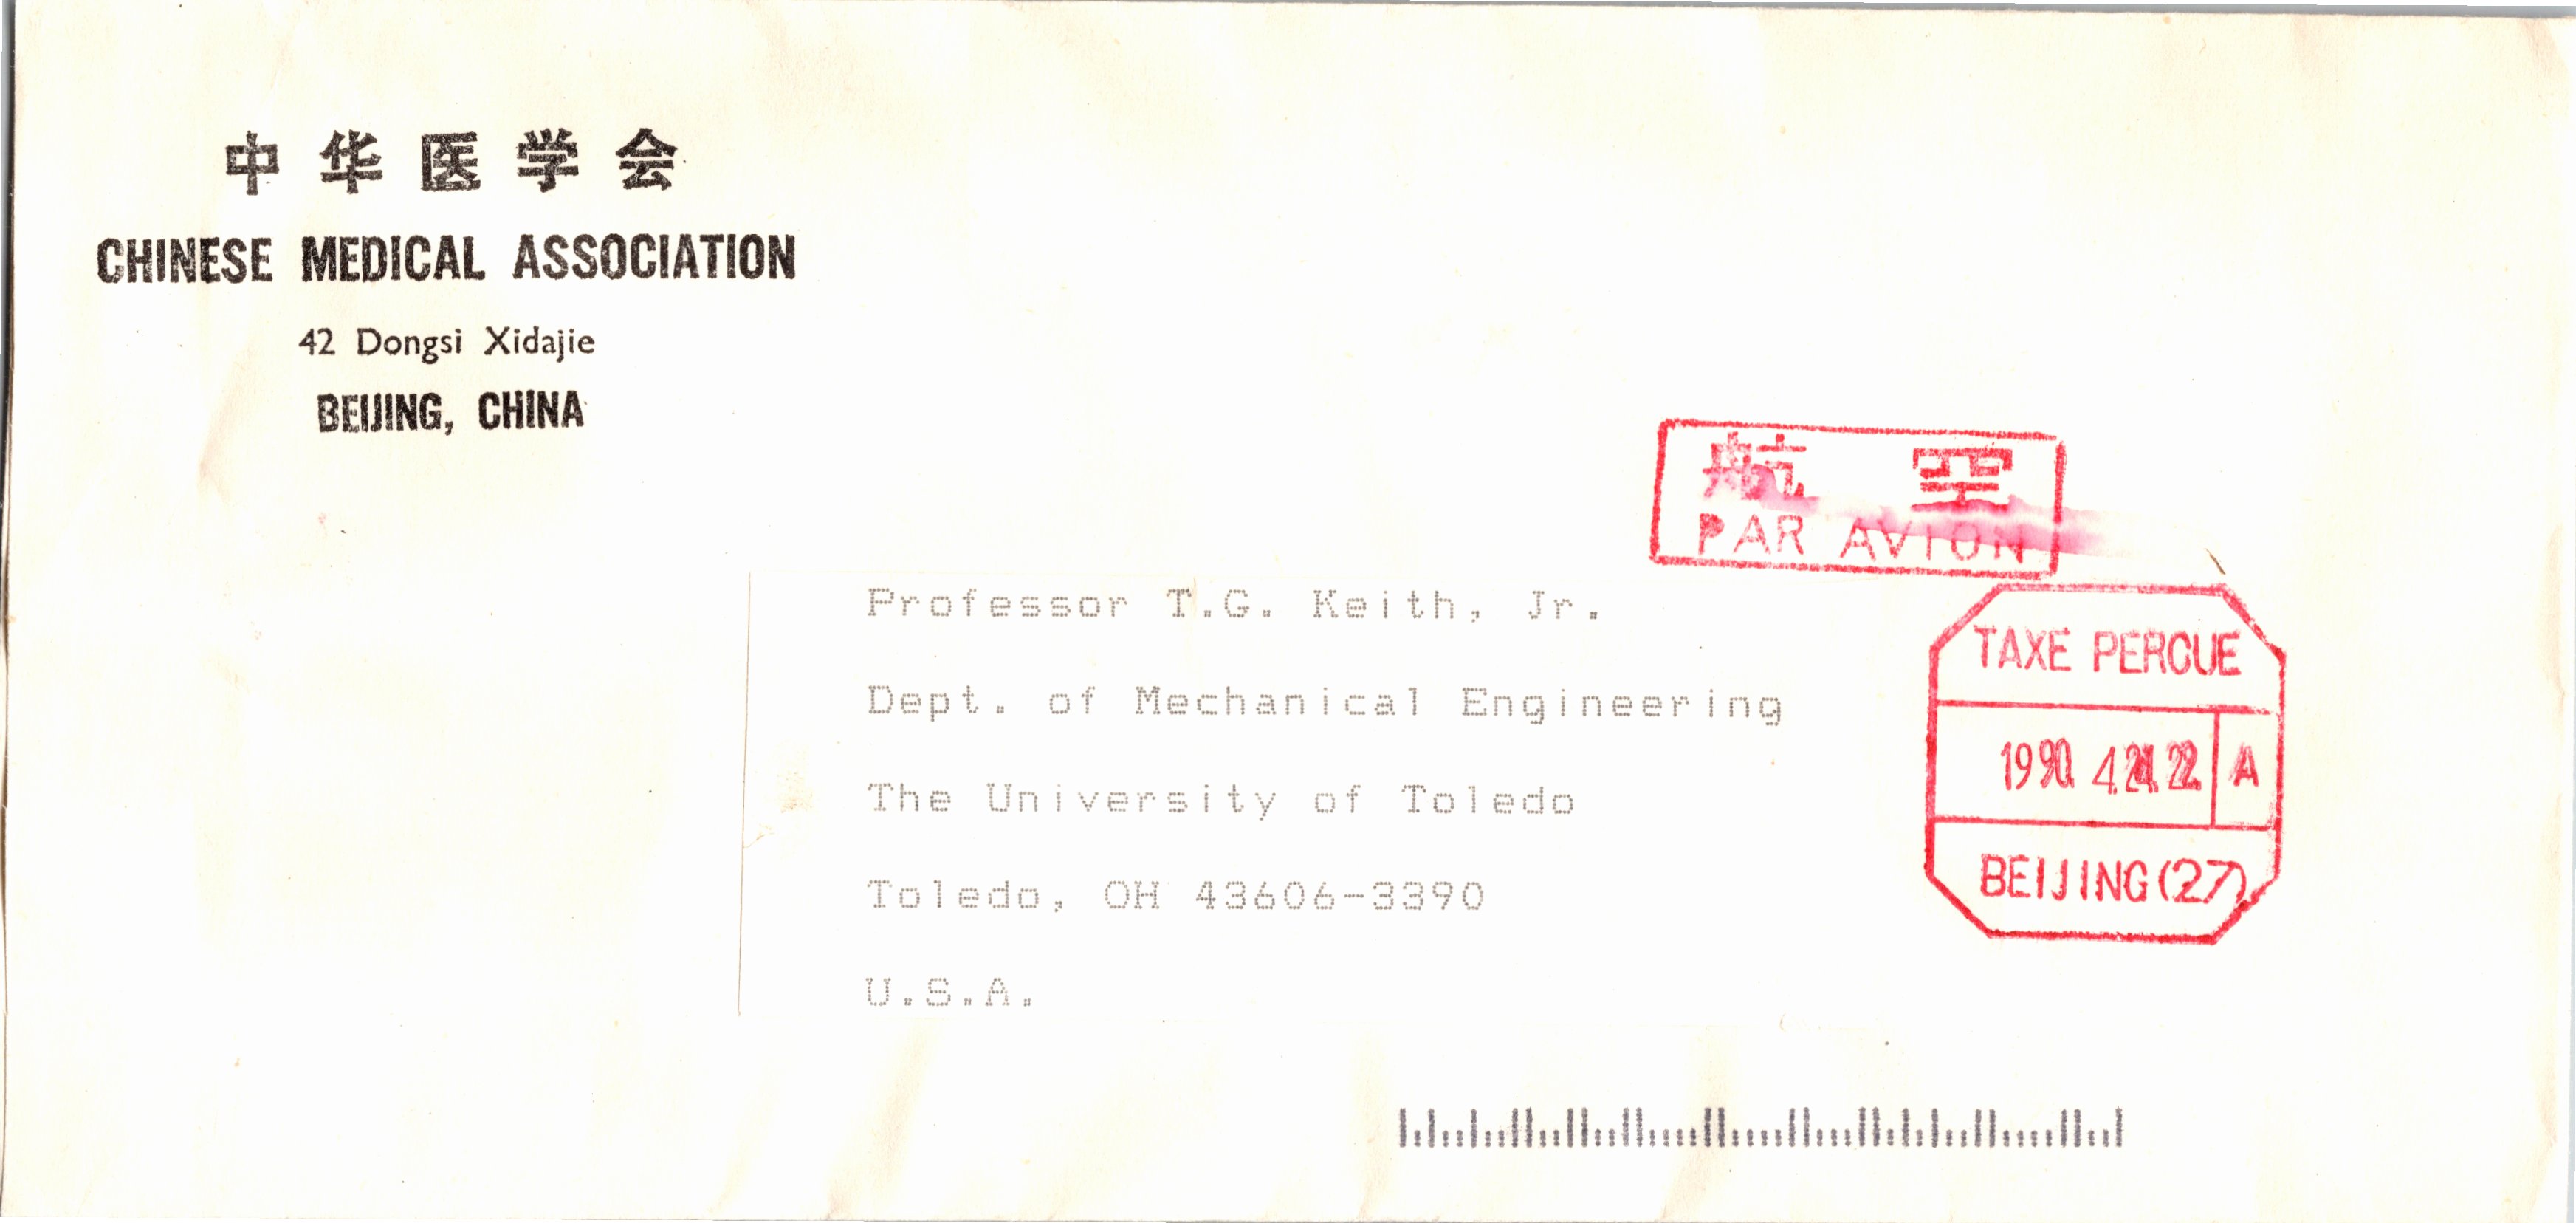 中华医学会
CHINESE MEDICAL ASSOCIATION
42 Dongsi Xidajie
BEIJING, CHINA
航空
PAR AVION
Professor T.G. Keith, Jr.
Dept. of Mechanical Engineering
The University of Toledo
Toledo, OH 43606-3390
U.S.A.
TAXE PERCUE
1990 4. 22 A
BEIJING (27)